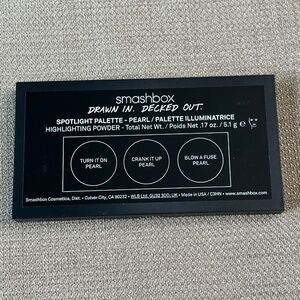 smashbox
DRAWN IN. DECKED OUT.
SPOTLIGHT PALETTE - PEARL / PALETTE ILLUMINATRICE
HIGHLIGHTING POWDER - Total Net Wt. / Poids Net .17 oz. / 5.1 g e
TURN IT ON
PEARL
CRANK IT UP
PEARL
BLOW A FUSE
PEARL
Smashbox Cosmetics, Dist. • Culver City, CA 90232 - WLB Ltd, GU32 3DD, UK • Made in USA / C3HN • www.smashbox.com